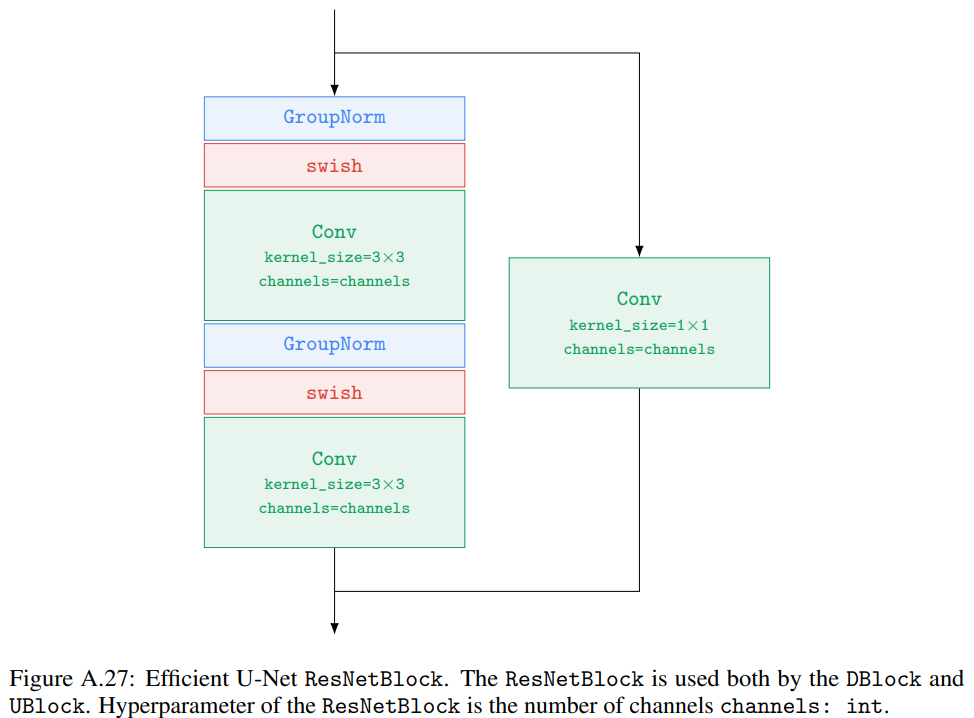 GroupNorm
swish
Conv
kernel_size=3×3
channels=channels
GroupNorm
swish
Conv
kernel_size=3×3
channels=channels
Conv
kernel_size=1×1
channels=channels
Figure A.27: Efficient U-Net ResNetBlock. The ResNetBlock is used both by the DBlock and
UBlock. Hyperparameter of the ResNetBlock is the number of channels channels: int.